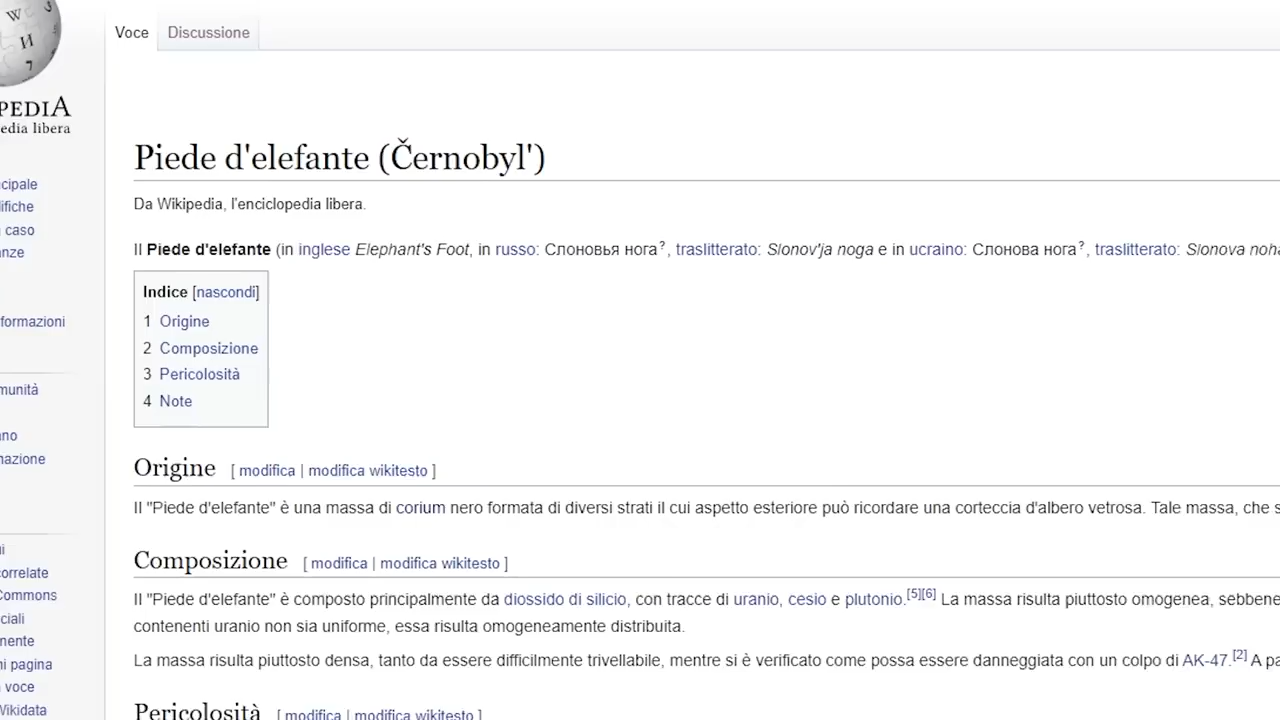 W
И
PEDIA
edia libera
Voce
Discussione
Piede d'elefante (Černobyl')
Da Wikipedia, l'enciclopedia libera.
Il Piede d'elefante (in inglese Elephant's Foot, in russo: Слоновья нога?, traslitterato: Slonov'ja noga e in ucraino: Слонова нога?, traslitterato: Slonova noha
Indice [nascondi]
1 Origine
2 Composizione
3 Pericolosità
4 Note
Origine [ modifica | modifica wikitesto ]
Il "Piede d'elefante" è una massa di corium nero formata di diversi strati il cui aspetto esteriore può ricordare una corteccia d'albero vetrosa. Tale massa, che s
Composizione [ modifica | modifica wikitesto ]
Il "Piede d'elefante" è composto principalmente da diossido di silicio, con tracce di uranio, cesio e plutonio.[5][6] La massa risulta piuttosto omogenea, sebbene
contenenti uranio non sia uniforme, essa risulta omogeneamente distribuita.
La massa risulta piuttosto densa, tanto da essere difficilmente trivellabile, mentre si è verificato come possa essere danneggiata con un colpo di AK-47.[2] A pa
Pericolosità [ modifica | modifica wikitesto ]
cipale
lifiche
caso
anze
formazioni
munità
ano
mazione
ui
correlate
Commons
ciali
mente
ni pagina
voce
Wikidata